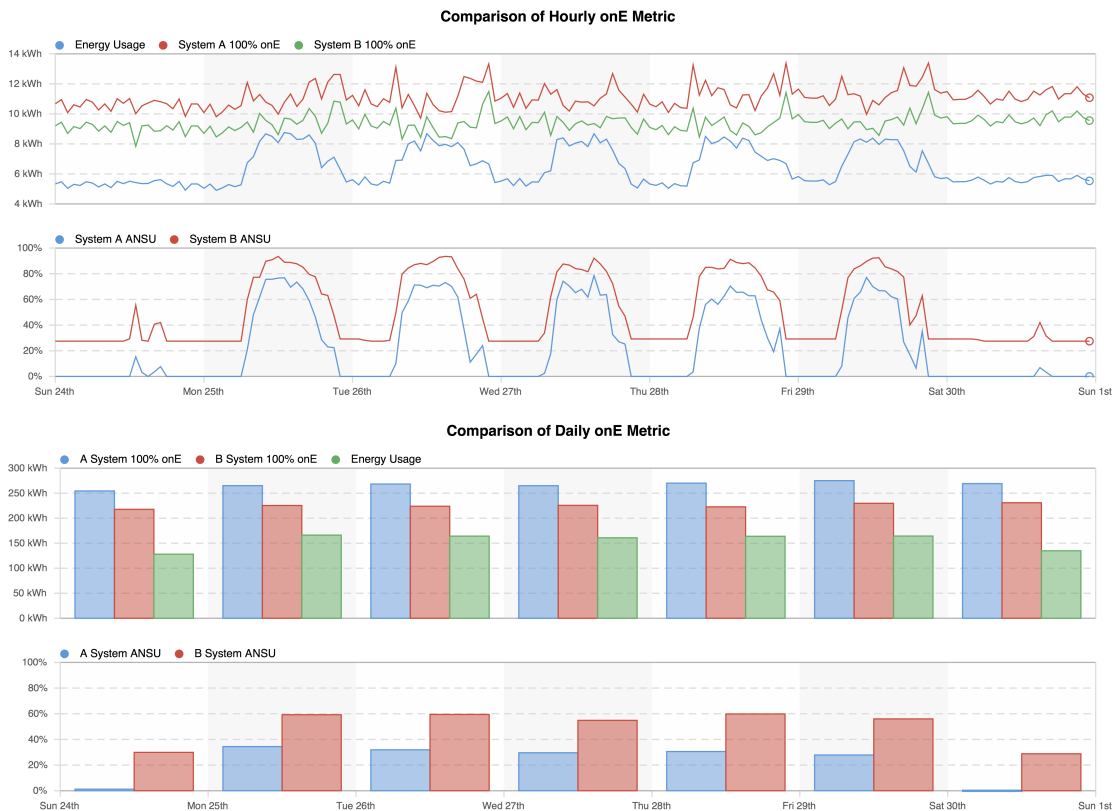 Comparison of Hourly onE Metric
Energy Usage System A 100% onE System B 100% onE
14 kWh
12 kWh
10 kWh
8 kWh
6 kWh
4 kWh
System A ANSU System B ANSU
100%
80%
60%
40%
20%
0%
Sun 24th Mon 25th Tue 26th Wed 27th Thu 28th Fri 29th Sat 30th Sun 1st
Comparison of Daily onE Metric
A System 100% onE B System 100% onE Energy Usage
300 kWh
250 kWh
200 kWh
150 kWh
100 kWh
50 kWh
0 kWh
A System ANSU B System ANSU
100%
80%
60%
40%
20%
0%
Sun 24th Mon 25th Tue 26th Wed 27th Thu 28th Fri 29th Sat 30th Sun 1st